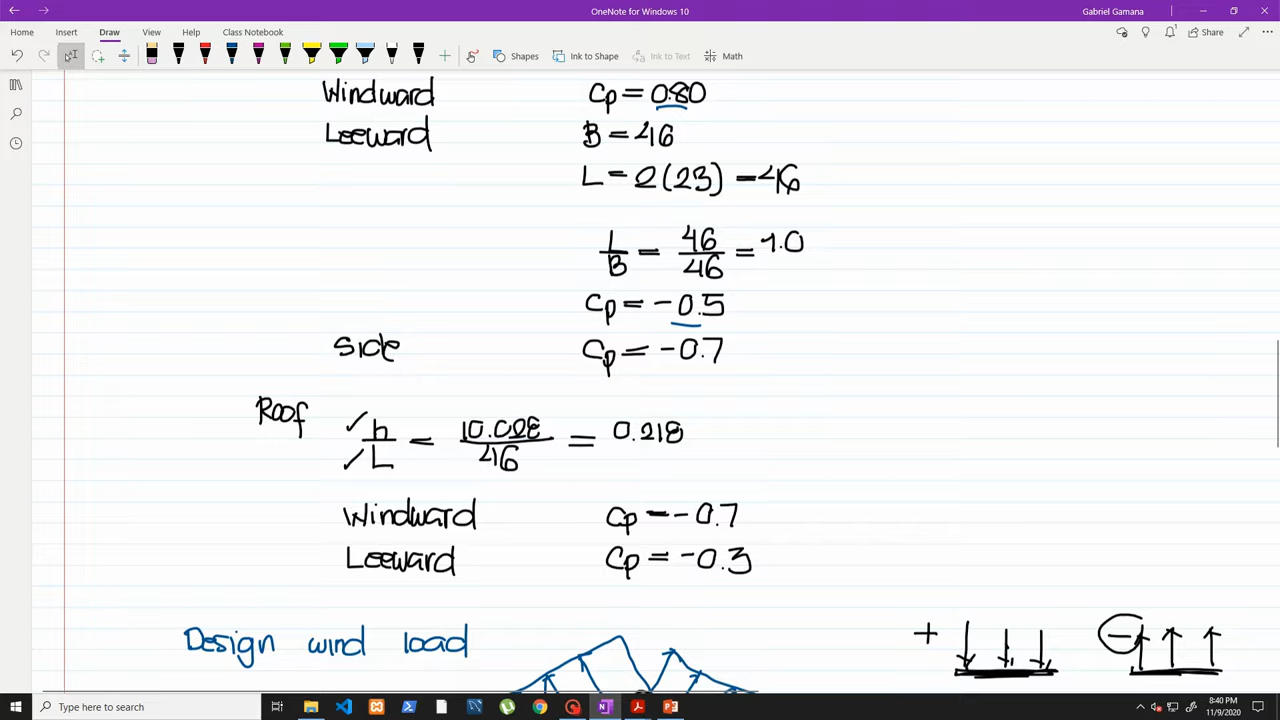 OneNote for Windows 10
Gabriel Gamana
Home Insert Draw View Help Class Notebook
Share
Shapes Ink to Shape Ink to Text Math
Windward Cp = 0.80
Leeward B = 46
L = 2(23) = 46
L/B = 46/46 = 1.0
Cp = -0.5
Side Cp = -0.7
Roof h/L = 10.028/46 = 0.218
Windward Cp = -0.7
Leeward Cp = -0.3
+ −
Design wind load
Type here to search
8:40 PM
11/9/2020